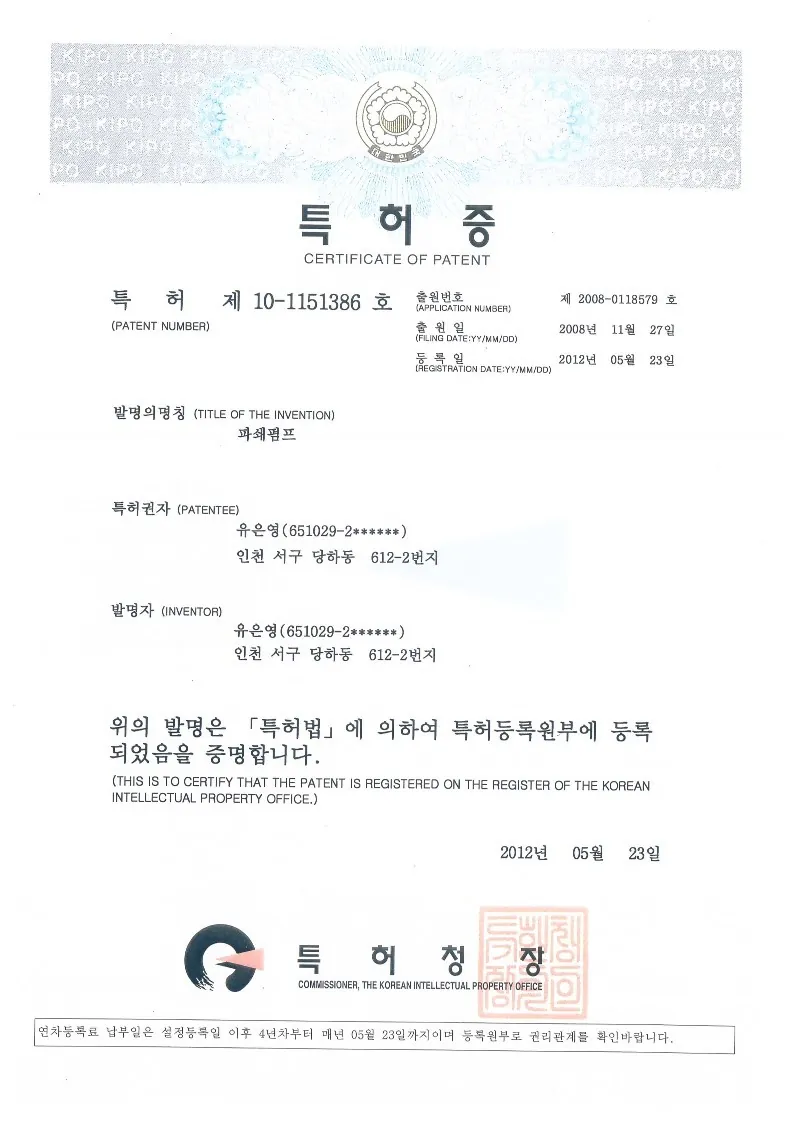 KIPO KIPO KIPO KIPO KIPO KIPO
대한민국
특 허 증
CERTIFICATE OF PATENT
특 허 제 10-1151386 호
(PATENT NUMBER)
출원번호 제 2008-0118579 호
(APPLICATION NUMBER)
출 원 일 2008년 11월 27일
(FILING DATE:YY/MM/DD)
등 록 일 2012년 05월 23일
(REGISTRATION DATE:YY/MM/DD)
발명의명칭 (TITLE OF THE INVENTION)
파쇄펌프
특허권자 (PATENTEE)
유은영(651029-2******)
인천 서구 당하동 612-2번지
발명자 (INVENTOR)
유은영(651029-2******)
인천 서구 당하동 612-2번지
위의 발명은 「특허법」에 의하여 특허등록원부에 등록
되었음을 증명합니다.
(THIS IS TO CERTIFY THAT THE PATENT IS REGISTERED ON THE REGISTER OF THE KOREAN
INTELLECTUAL PROPERTY OFFICE.)
2012년 05월 23일
특 허 청 장
COMMISSIONER, THE KOREAN INTELLECTUAL PROPERTY OFFICE
연차등록료 납부일은 설정등록일 이후 4년차부터 매년 05월 23일까지이며 등록원부로 권리관계를 확인바랍니다.